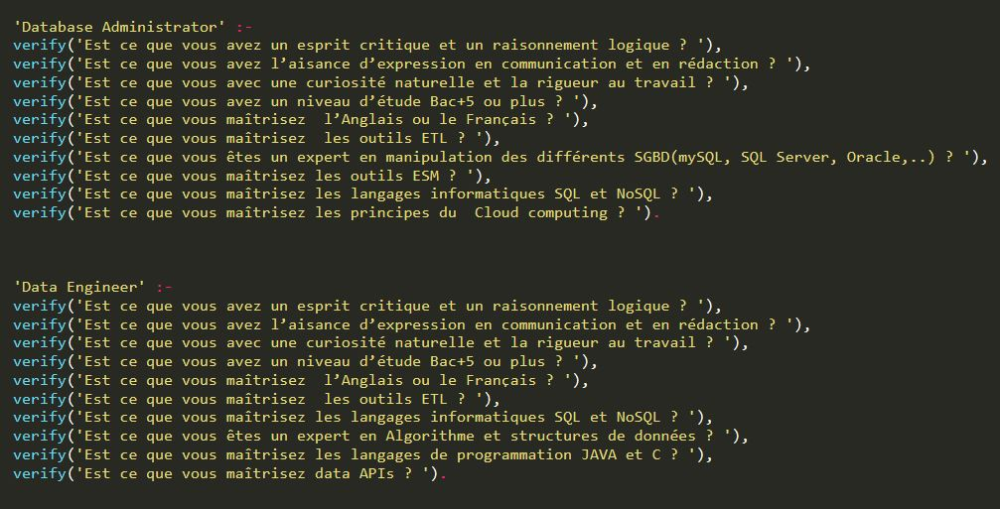 'Database Administrator' :-
verify('Est ce que vous avez un esprit critique et un raisonnement logique ? '),
verify('Est ce que vous avez l’aisance d’expression en communication et en rédaction ? '),
verify('Est ce que vous avec une curiosité naturelle et la rigueur au travail ? '),
verify('Est ce que vous avez un niveau d’étude Bac+5 ou plus ? '),
verify('Est ce que vous maîtrisez  l’Anglais ou le Français ? '),
verify('Est ce que vous maîtrisez  les outils ETL ? '),
verify('Est ce que vous êtes un expert en manipulation des différents SGBD(mySQL, SQL Server, Oracle,..) ? '),
verify('Est ce que vous maîtrisez les outils ESM ? '),
verify('Est ce que vous maîtrisez les langages informatiques SQL et NoSQL ? '),
verify('Est ce que vous maîtrisez les principes du  Cloud computing ? ').
'Data Engineer' :-
verify('Est ce que vous avez un esprit critique et un raisonnement logique ? '),
verify('Est ce que vous avez l’aisance d’expression en communication et en rédaction ? '),
verify('Est ce que vous avec une curiosité naturelle et la rigueur au travail ? '),
verify('Est ce que vous avez un niveau d’étude Bac+5 ou plus ? '),
verify('Est ce que vous maîtrisez  l’Anglais ou le Français ? '),
verify('Est ce que vous maîtrisez  les outils ETL ? '),
verify('Est ce que vous maîtrisez les langages informatiques SQL et NoSQL ? '),
verify('Est ce que vous êtes un expert en Algorithme et structures de données ? '),
verify('Est ce que vous maîtrisez les langages de programmation JAVA et C ? '),
verify('Est ce que vous maîtrisez data APIs ? ').